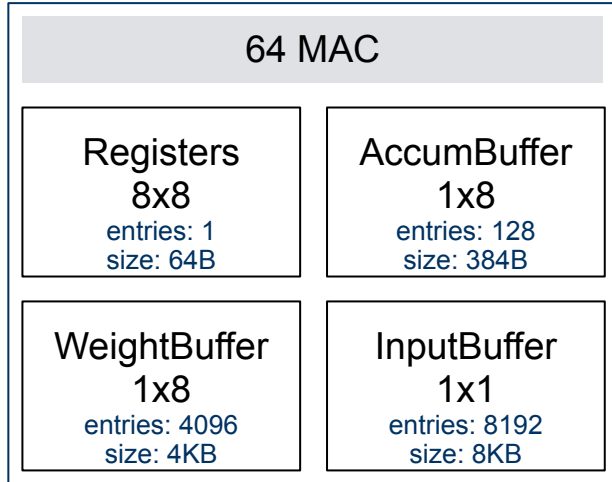 64 MAC
Registers
8x8
entries: 1
size: 64B
AccumBuffer
1x8
entries: 128
size: 384B
WeightBuffer
1x8
entries: 4096
size: 4KB
InputBuffer
1x1
entries: 8192
size: 8KB